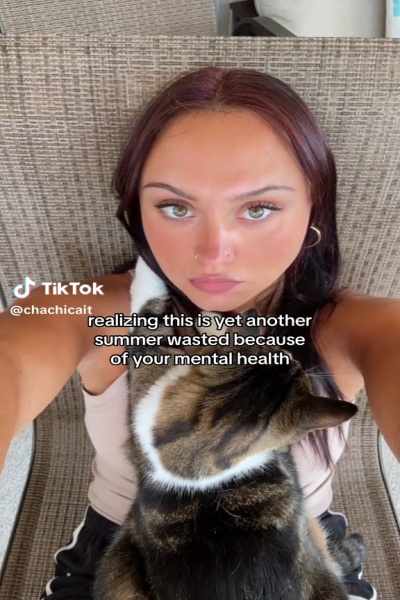 TikTok
@chachicait
realizing this is yet another
summer wasted because
of your mental health